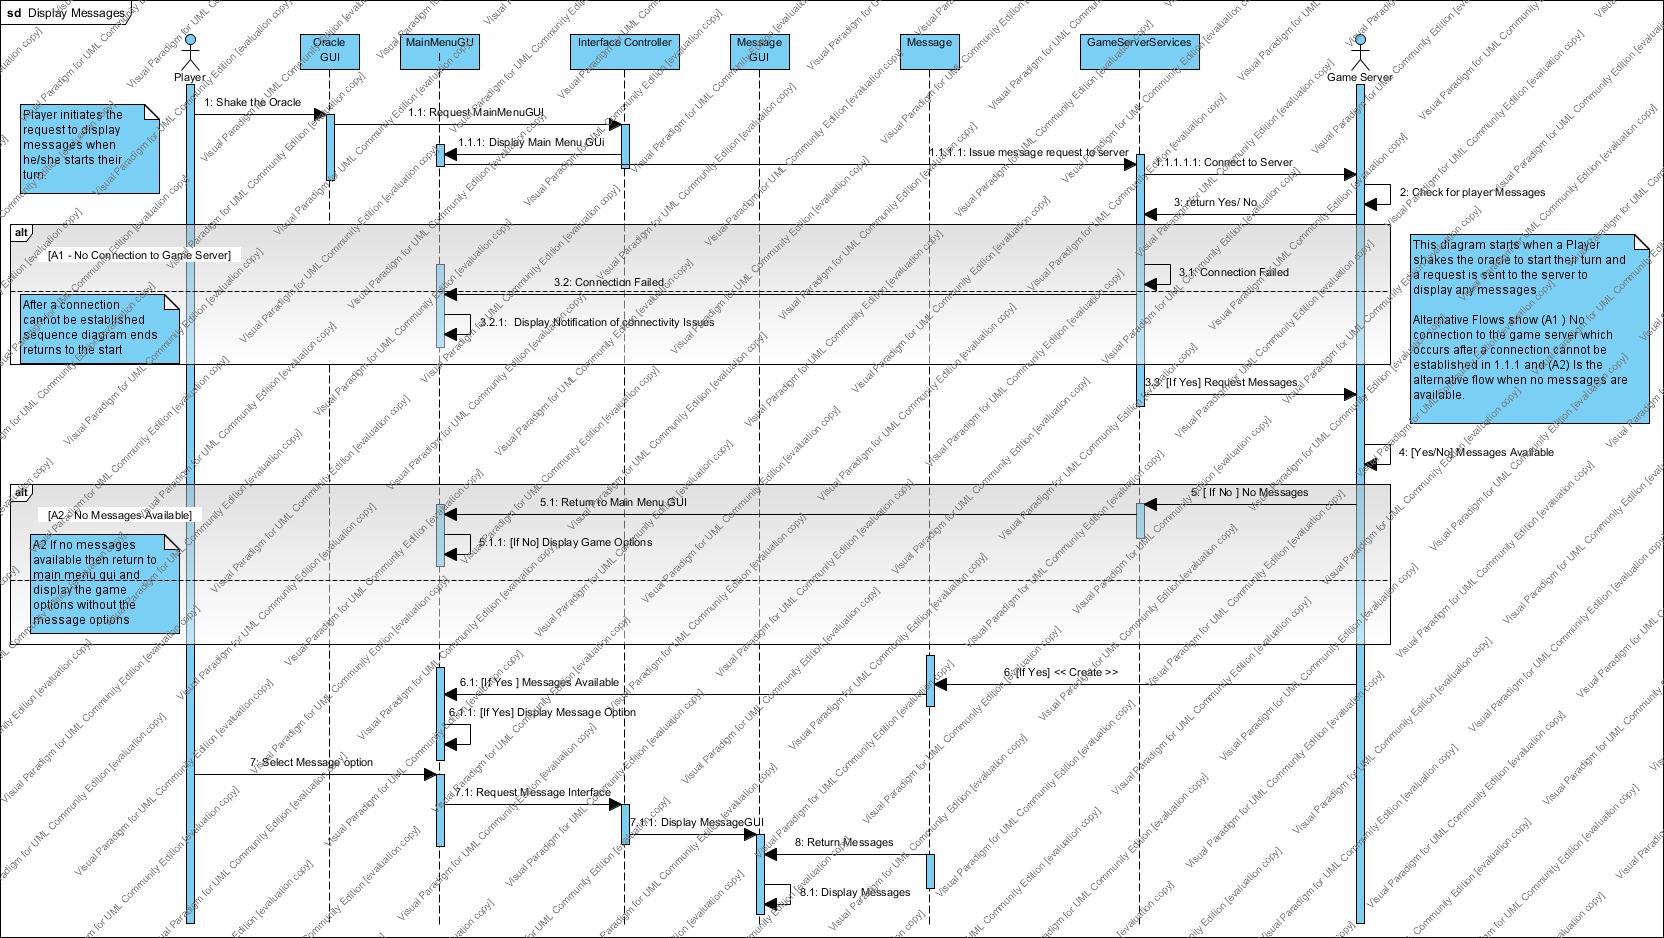 sd Display Messages
Player
Oracle
GUI
MainMenuGU
I
Interface Controller
Message
GUI
Message
GameServerServices
Game Server
Player initiates the
request to display
messages when
he/she starts their
turn.
1: Shake the Oracle
1.1: Request MainMenuGUI
1.1.1: Display Main Menu GUi
1.1.1.1: Issue message request to server
1.1.1.1.1: Connect to Server
2: Check for player Messages
3: return Yes/ No
alt
[A1 - No Connection to Game Server]
3.1: Connection Failed
3.2: Connection Failed
After a connection
cannot be established
sequence diagram ends
returns to the start
3.2.1: Display Notification of connectivity Issues
This diagram starts when a Player
shakes the oracle to start their turn and
a request is sent to the server to
display any messages
Alternative Flows show (A1 ) No
connection to the game server which
occurs after a connection cannot be
established in 1.1.1 and (A2) Is the
alternative flow when no messages are
available.
3.3: [If Yes] Request Messages
4: [Yes/No] Messages Available
alt
[A2 - No Messages Available]
5: [ If No ] No Messages
5.1: Return to Main Menu GUI
5.1.1: [If No] Display Game Options
A2 If no messages
available then return to
main menu gui and
display the game
options without the
message options
6: [If Yes] << Create >>
6.1: [If Yes ] Messages Available
6.1.1: [If Yes] Display Message Option
7: Select Message option
7.1: Request Message Interface
7.1.1: Display MessageGUI
8: Return Messages
8.1: Display Messages
Visual Paradigm for UML Community Edition [evaluation copy]